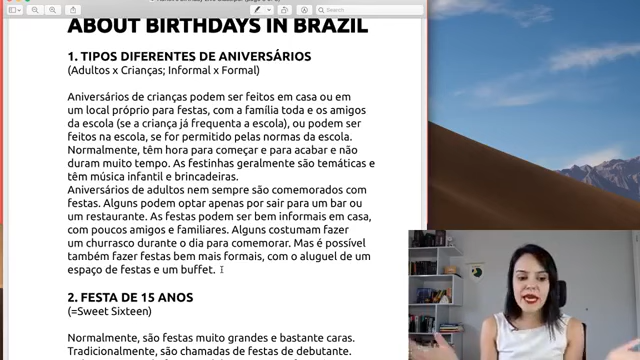 Search
ABOUT BIRTHDAYS IN BRAZIL
1. TIPOS DIFERENTES DE ANIVERSÁRIOS
(Adultos x Crianças; Informal x Formal)
Aniversários de crianças podem ser feitos em casa ou em
um local próprio para festas, com a família toda e os amigos
da escola (se a criança já frequenta a escola), ou podem ser
feitos na escola, se for permitido pelas normas da escola.
Normalmente, têm hora para começar e para acabar e não
duram muito tempo. As festinhas geralmente são temáticas e
têm música infantil e brincadeiras.
Aniversários de adultos nem sempre são comemorados com
festas. Alguns podem optar apenas por sair para um bar ou
um restaurante. As festas podem ser bem informais em casa,
com poucos amigos e familiares. Alguns costumam fazer
um churrasco durante o dia para comemorar. Mas é possível
também fazer festas bem mais formais, com o aluguel de um
espaço de festas e um buffet.
2. FESTA DE 15 ANOS
(=Sweet Sixteen)
Normalmente, são festas muito grandes e bastante caras.
Tradicionalmente, são chamadas de festas de debutante.